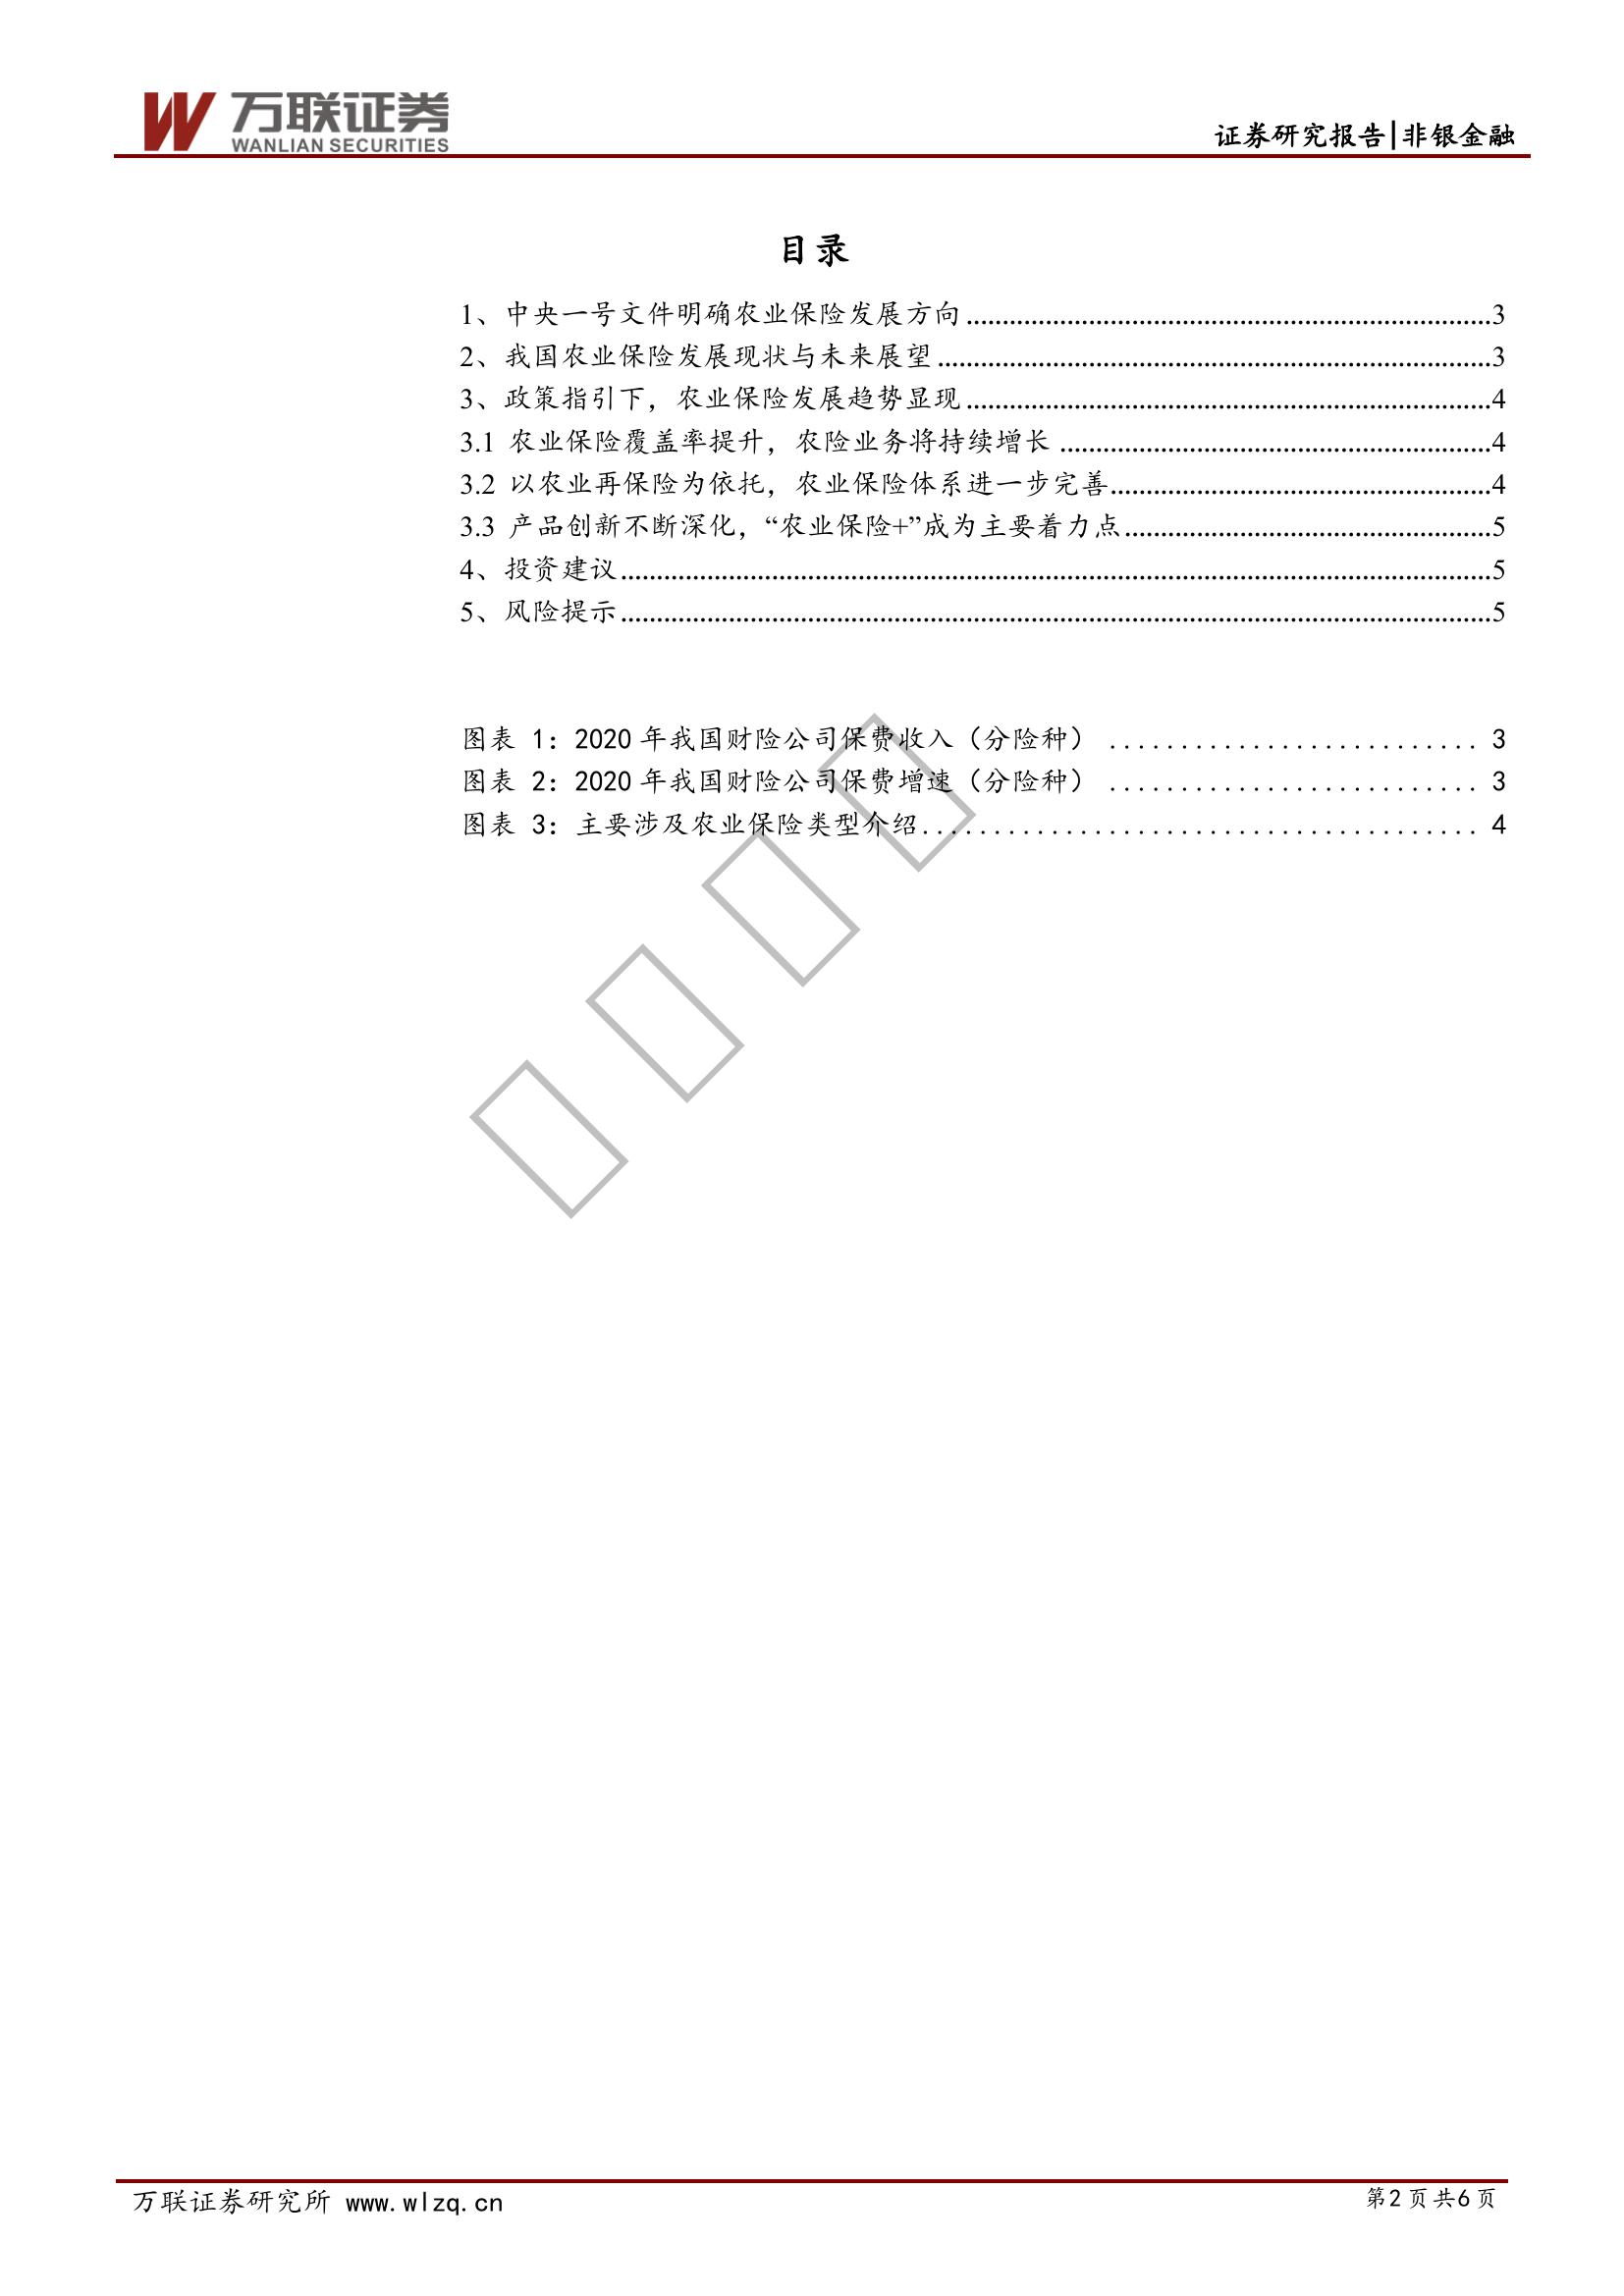 万联证券
WANLIAN SECURITIES
证券研究报告|非银金融
目录
1、中央一号文件明确农业保险发展方向........................................................................3
2、我国农业保险发展现状与未来展望............................................................................3
3、政策指引下，农业保险发展趋势显现........................................................................4
3.1 农业保险覆盖率提升，农险业务将持续增长...........................................................4
3.2 以农业再保险为依托，农业保险体系进一步完善....................................................4
3.3 产品创新不断深化，“农业保险+”成为主要着力点..................................................5
4、投资建议........................................................................................................................5
5、风险提示........................................................................................................................5
图表 1：2020 年我国财险公司保费收入（分险种） .......................... 3
图表 2：2020 年我国财险公司保费增速（分险种） .......................... 3
图表 3：主要涉及农业保险类型介绍....................................... 4
万联证券研究所 www.wlzq.cn
第2页共6页